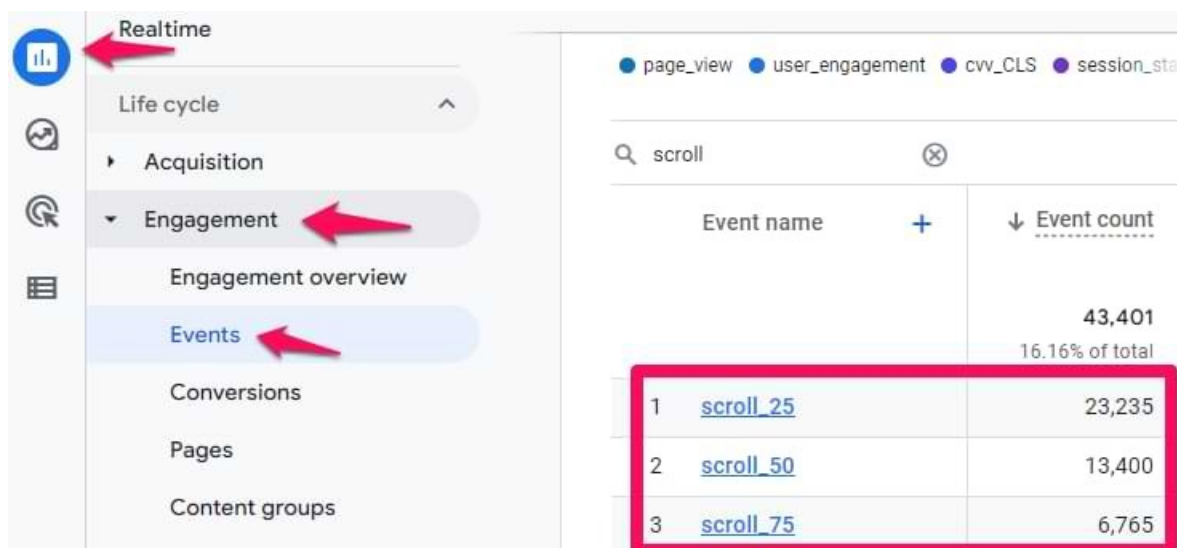 Realtime
Life cycle
Acquisition
Engagement
Engagement overview
Events
Conversions
Pages
Content groups
page_view user_engagement cvv_CLS session_sta
scroll
Event name + Event count
43,401
16.16% of total
1 scroll_25 23,235
2 scroll_50 13,400
3 scroll_75 6,765